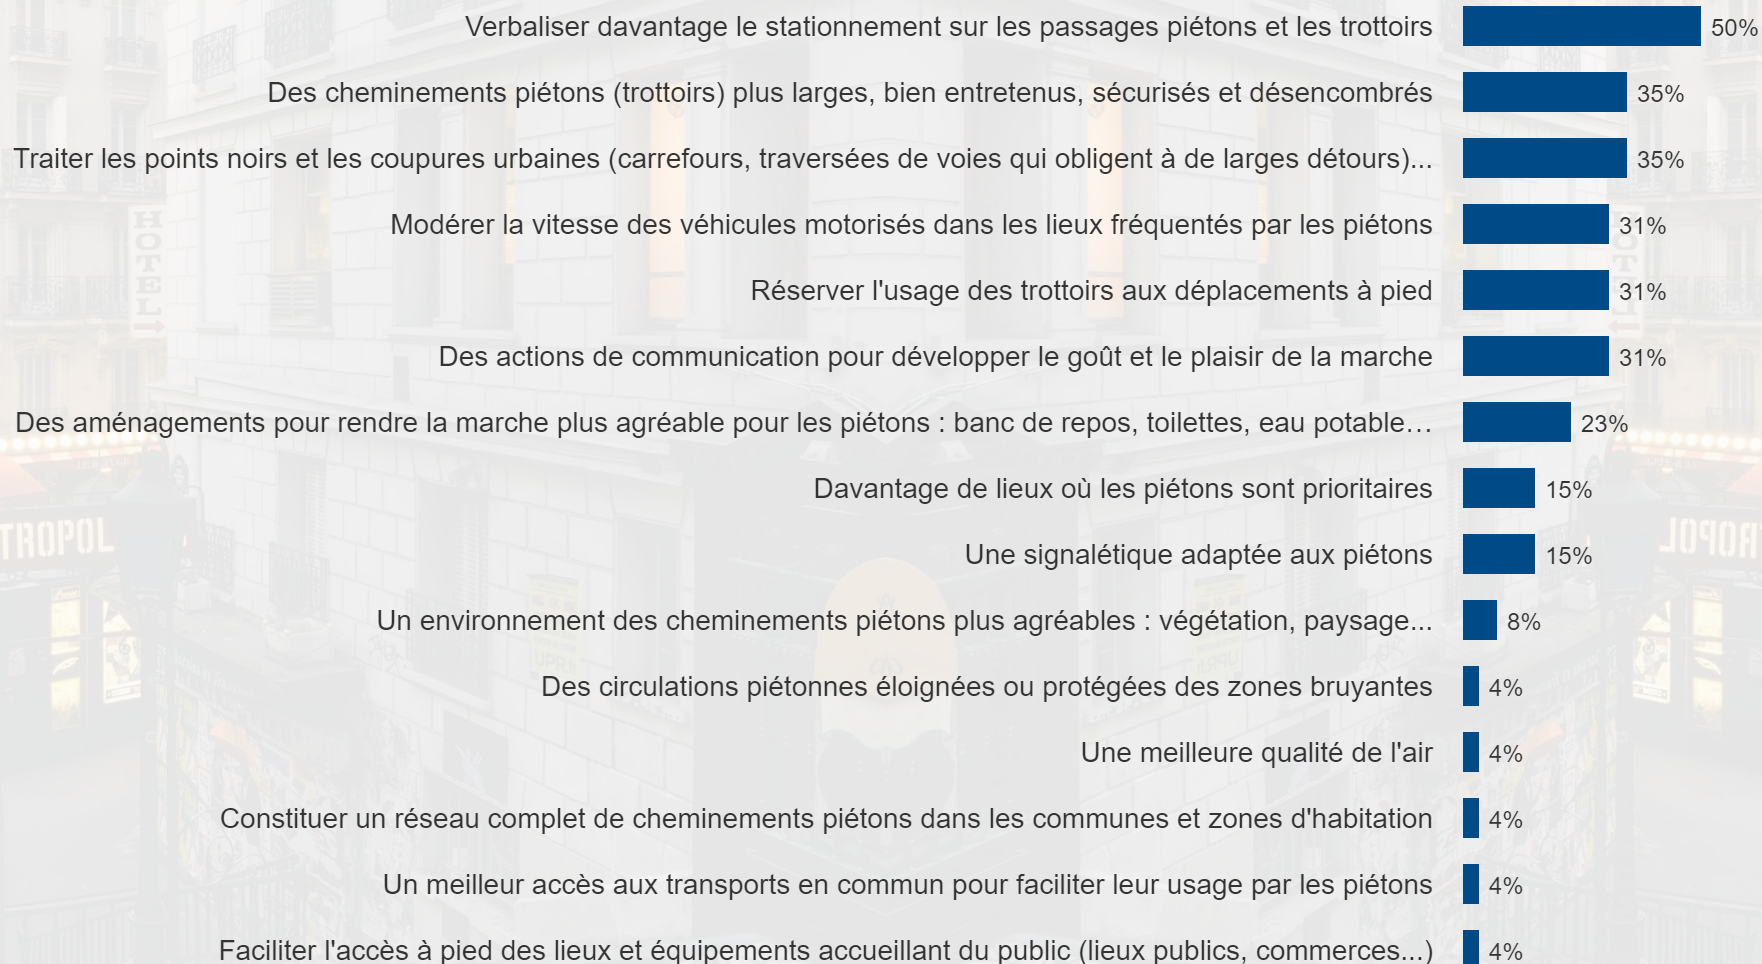 Verbaliser davantage le stationnement sur les passages piétons et les trottoirs 50%
Des cheminements piétons (trottoirs) plus larges, bien entretenus, sécurisés et désencombrés 35%
Traiter les points noirs et les coupures urbaines (carrefours, traversées de voies qui obligent à de larges détours)... 35%
Modérer la vitesse des véhicules motorisés dans les lieux fréquentés par les piétons 31%
HOTEL
Réserver l'usage des trottoirs aux déplacements à pied 31%
Des actions de communication pour développer le goût et le plaisir de la marche 31%
Des aménagements pour rendre la marche plus agréable pour les piétons : banc de repos, toilettes, eau potable… 23%
Davantage de lieux où les piétons sont prioritaires 15%
TROPOL
Une signalétique adaptée aux piétons 15%
Un environnement des cheminements piétons plus agréables : végétation, paysage... 8%
UPR.fr
Des circulations piétonnes éloignées ou protégées des zones bruyantes 4%
Une meilleure qualité de l'air 4%
Constituer un réseau complet de cheminements piétons dans les communes et zones d'habitation 4%
Un meilleur accès aux transports en commun pour faciliter leur usage par les piétons 4%
Faciliter l'accès à pied des lieux et équipements accueillant du public (lieux publics, commerces...) 4%